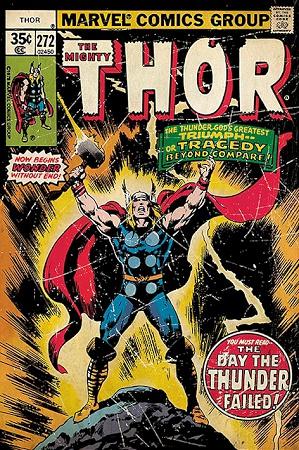 THOR
MARVEL COMICS GROUP
35¢
272
02450
CC
THE MIGHTY
THOR
THE THUNDER GOD'S GREATEST
TRIUMPH--
OR TRAGEDY
BEYOND COMPARE!
NOW BEGINS
WONDER
WITHOUT END!
YOU MUST READ--
THE
DAY THE
THUNDER
FAILED!